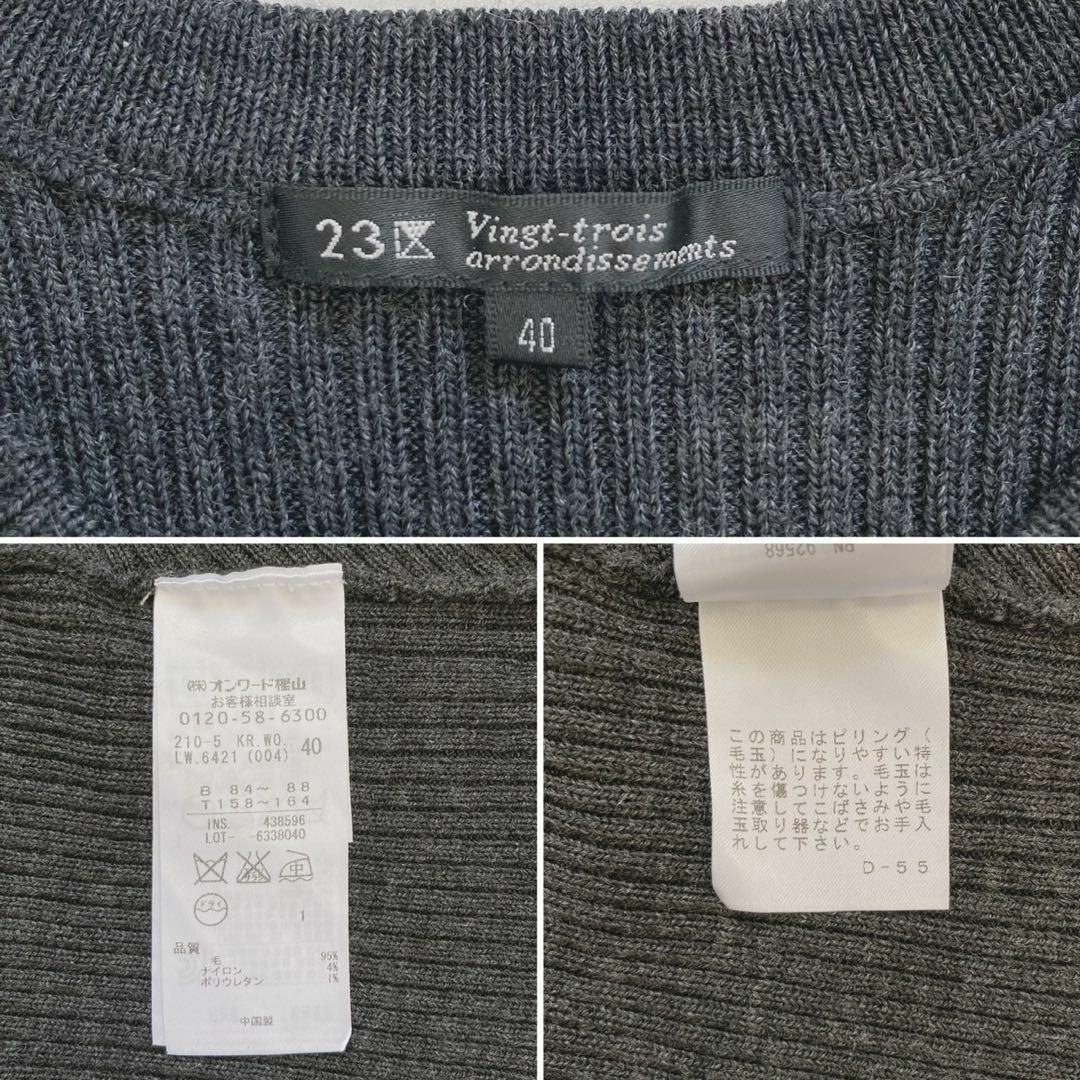 23区 Vingt-trois
arrondissements
40
(株)オンワード樫山
お客様相談室
0120-58-6300
210-5 KR.WO. 40
LW.6421 (004)
B 84～ 88
T158～164
INS. 438596
LOT- -6338040
中
ドライ
1
品質
毛 95%
ナイロン 4%
ポリウレタン 1%
中国製
RN 92568
この商品はピリング(
毛玉)になりやすい特
性があります。毛玉は
糸を傷つけないように
注意してこばさみや毛
玉取り器などでお手入
れして下さい。
D-55